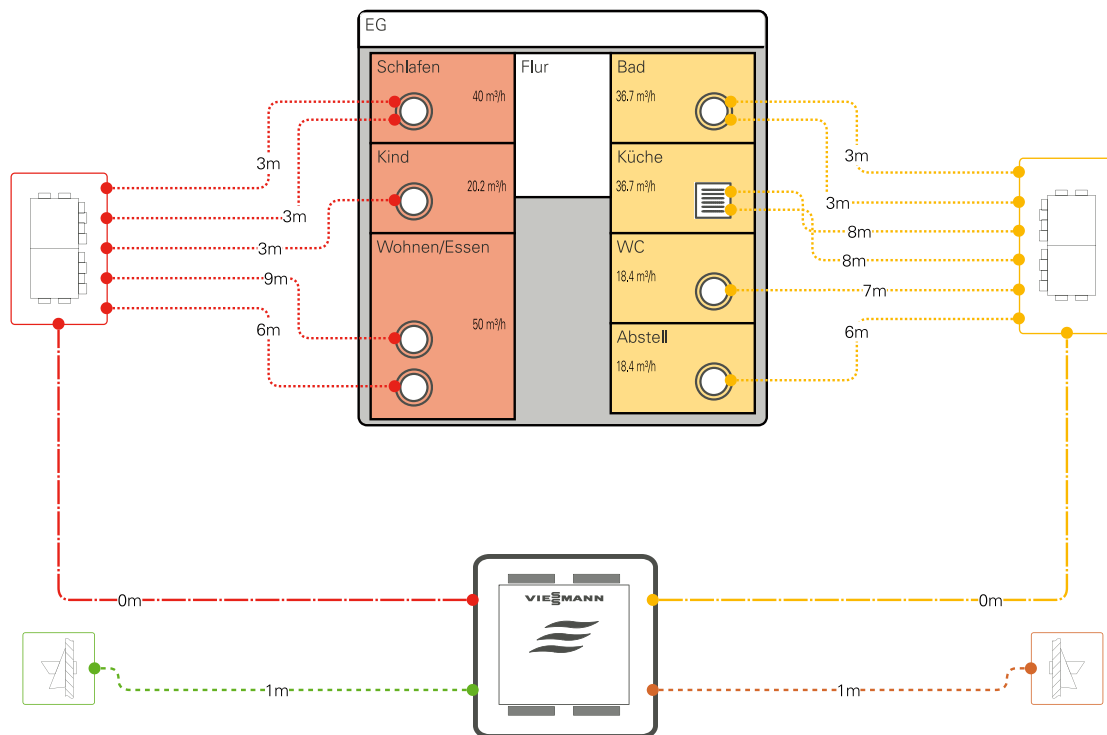 EG
Schlafen
40 m³/h
Flur
Bad
36.7 m³/h
Kind
20.2 m³/h
Küche
36.7 m³/h
Wohnen/Essen
50 m³/h
WC
18.4 m³/h
Abstell
18.4 m³/h
3m
3m
3m
9m
6m
3m
3m
8m
8m
7m
6m
0m
0m
VIESSMANN
1m
1m